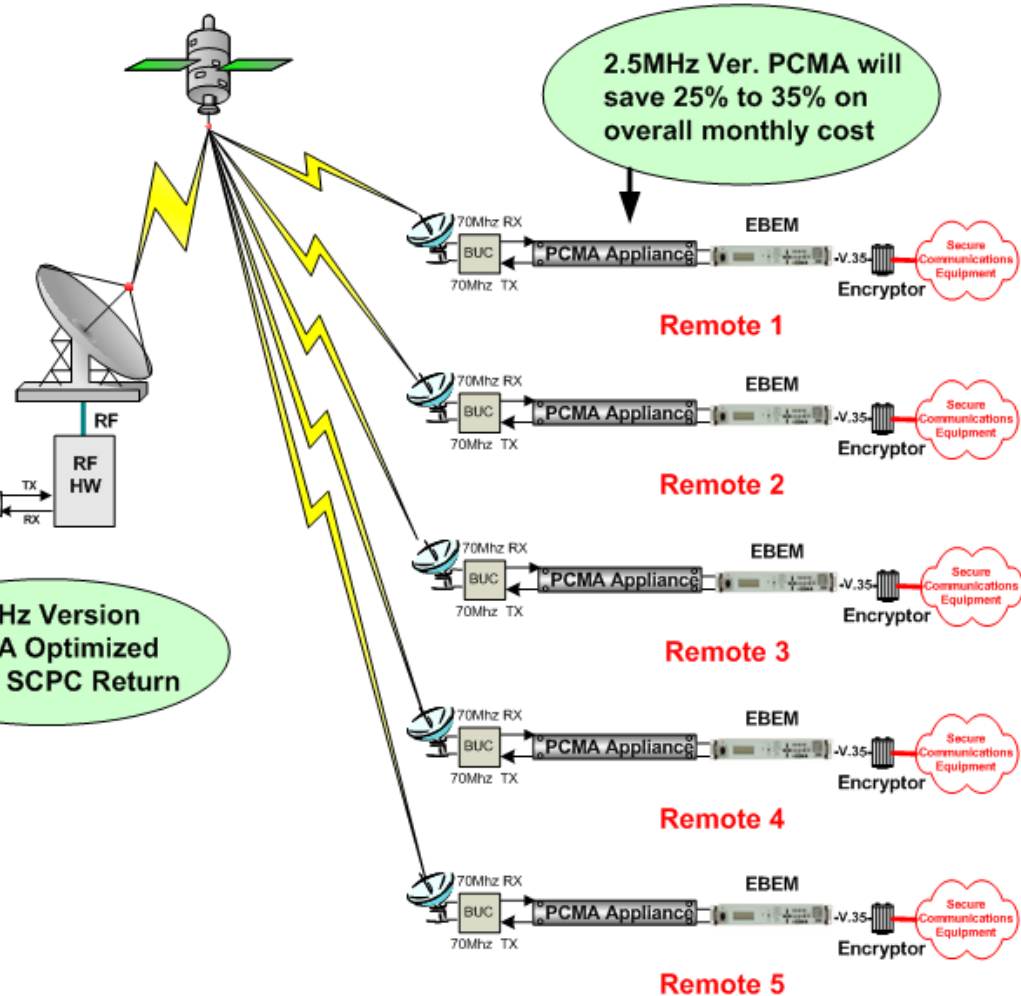 2.5MHz Ver. PCMA will
save 25% to 35% on
overall monthly cost
70Mhz RX
BUC
70Mhz TX
PCMA Appliance
EBEM
-V.35-
Encryptor
Secure
Communications
Equipment
Remote 1
70Mhz RX
BUC
70Mhz TX
PCMA Appliance
EBEM
-V.35-
Encryptor
Secure
Communications
Equipment
Remote 2
RF
RF
HW
TX
RX
70Mhz RX
BUC
70Mhz TX
PCMA Appliance
EBEM
-V.35-
Encryptor
Secure
Communications
Equipment
Remote 3
Hz Version
A Optimized
SCPC Return
70Mhz RX
BUC
70Mhz TX
PCMA Appliance
EBEM
-V.35-
Encryptor
Secure
Communications
Equipment
Remote 4
70Mhz RX
BUC
70Mhz TX
PCMA Appliance
EBEM
-V.35-
Encryptor
Secure
Communications
Equipment
Remote 5